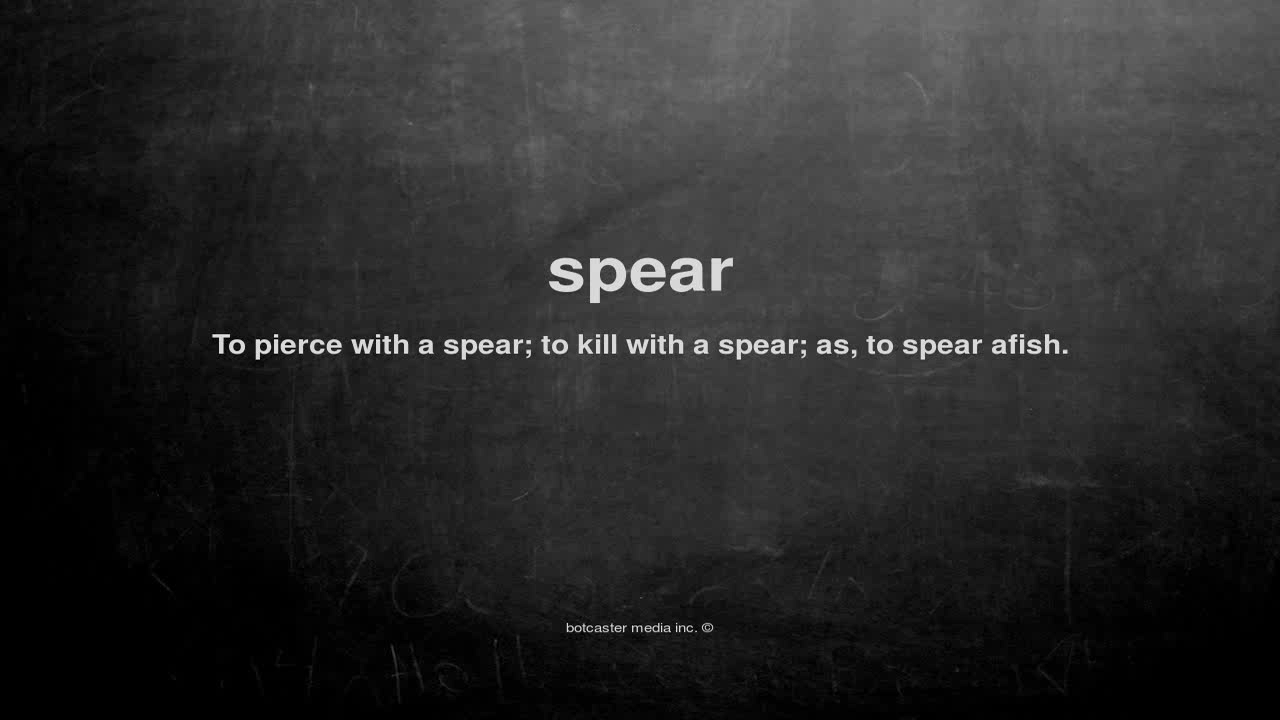 spear
To pierce with a spear; to kill with a spear; as, to spear afish.
botcaster media inc. ©